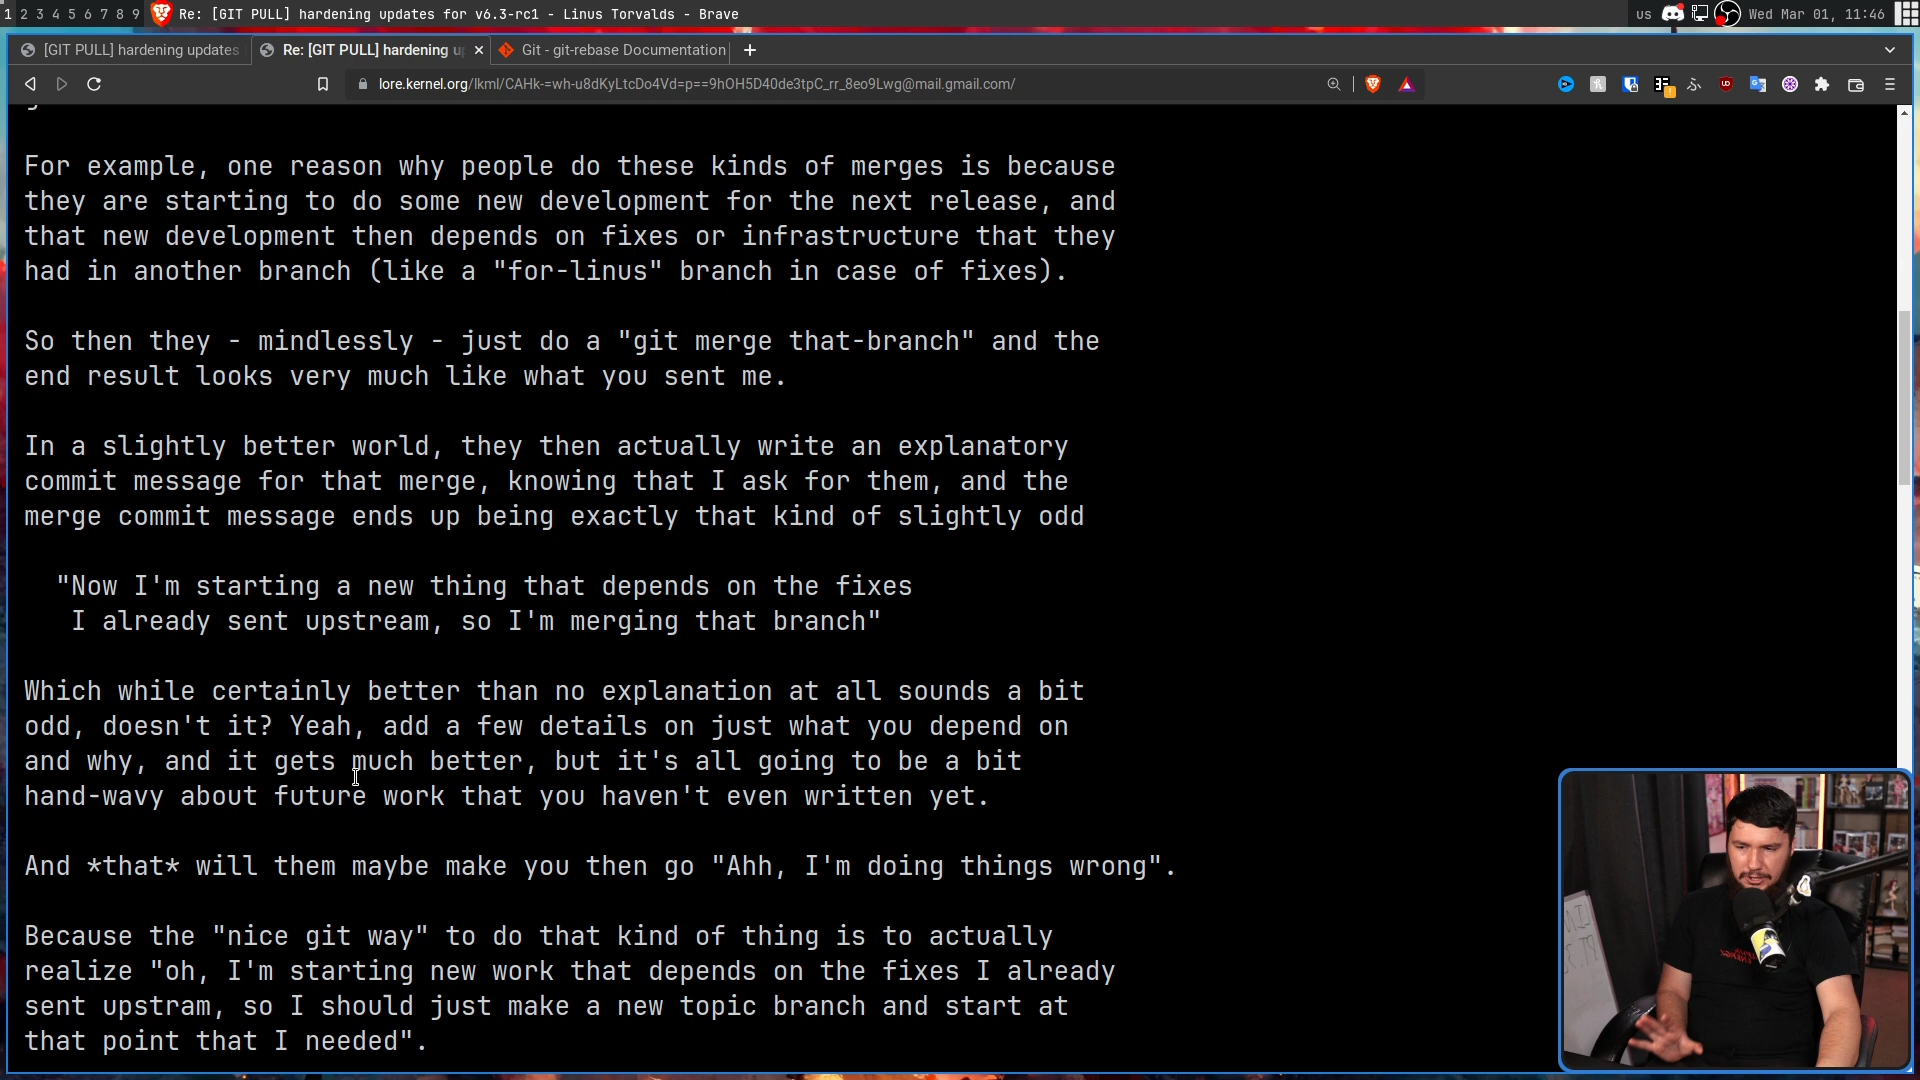 1 2 3 4 5 6 7 8 9 Re: [GIT PULL] hardening updates for v6.3-rc1 - Linus Torvalds - Brave us Wed Mar 01, 11:46
[GIT PULL] hardening updates Re: [GIT PULL] hardening u Git - git-rebase Documentation
lore.kernel.org/lkml/CAHk-=wh-u8dKyLtcDo4Vd=p==9hOH5D40de3tpC_rr_8eo9Lwg@mail.gmail.com/
For example, one reason why people do these kinds of merges is because
they are starting to do some new development for the next release, and
that new development then depends on fixes or infrastructure that they
had in another branch (like a "for-linus" branch in case of fixes).
So then they - mindlessly - just do a "git merge that-branch" and the
end result looks very much like what you sent me.
In a slightly better world, they then actually write an explanatory
commit message for that merge, knowing that I ask for them, and the
merge commit message ends up being exactly that kind of slightly odd
"Now I'm starting a new thing that depends on the fixes
I already sent upstream, so I'm merging that branch"
Which while certainly better than no explanation at all sounds a bit
odd, doesn't it? Yeah, add a few details on just what you depend on
and why, and it gets much better, but it's all going to be a bit
hand-wavy about future work that you haven't even written yet.
And *that* will them maybe make you then go "Ahh, I'm doing things wrong".
Because the "nice git way" to do that kind of thing is to actually
realize "oh, I'm starting new work that depends on the fixes I already
sent upstram, so I should just make a new topic branch and start at
that point that I needed".